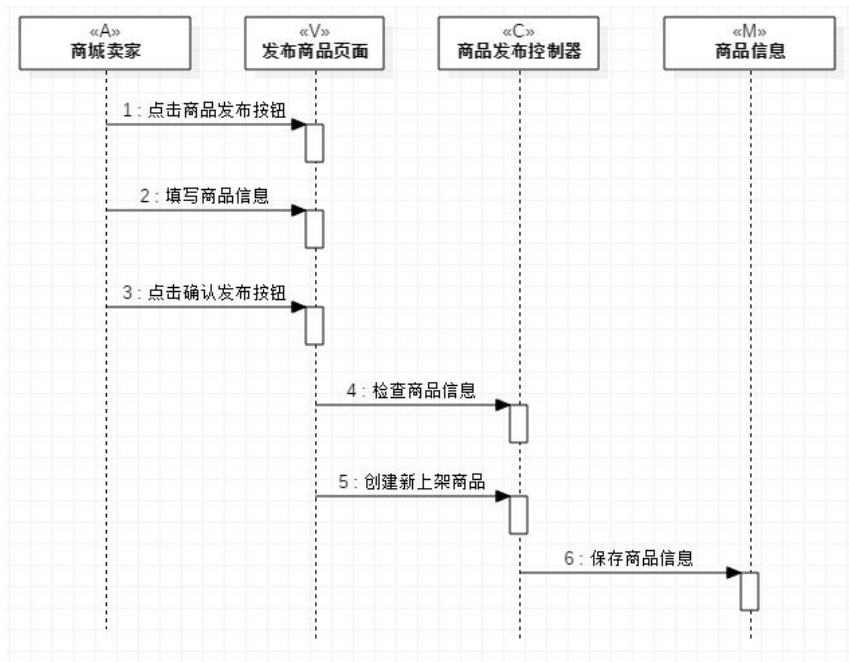 «A»
商城卖家
«V»
发布商品页面
«C»
商品发布控制器
«M»
商品信息
1 : 点击商品发布按钮
2 : 填写商品信息
3 : 点击确认发布按钮
4 : 检查商品信息
5 : 创建新上架商品
6 : 保存商品信息